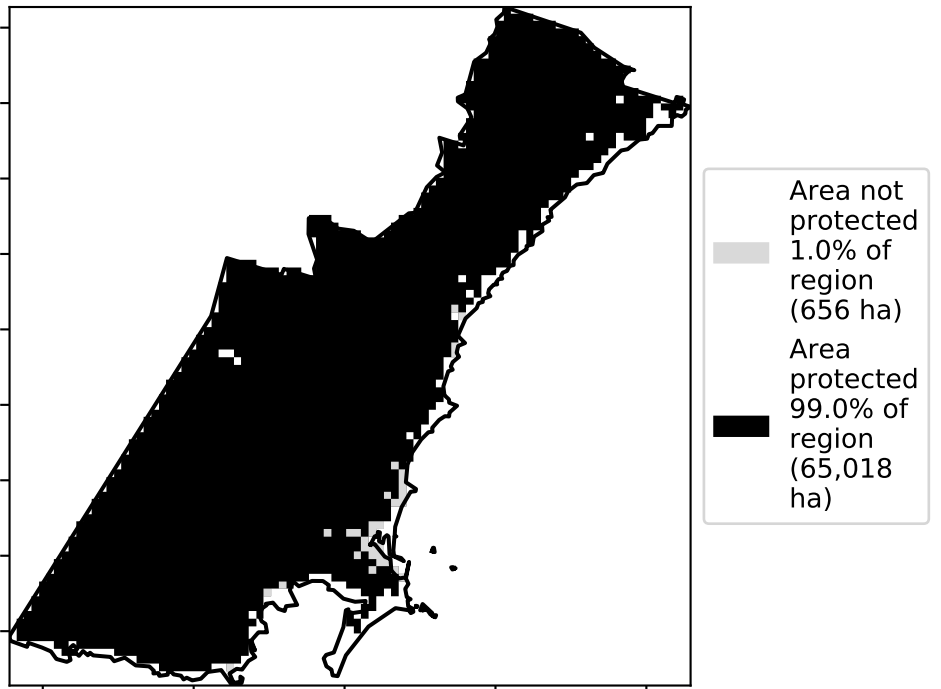 Area not
protected
1.0% of
region
(656 ha)
Area
protected
99.0% of
region
(65,018
ha)